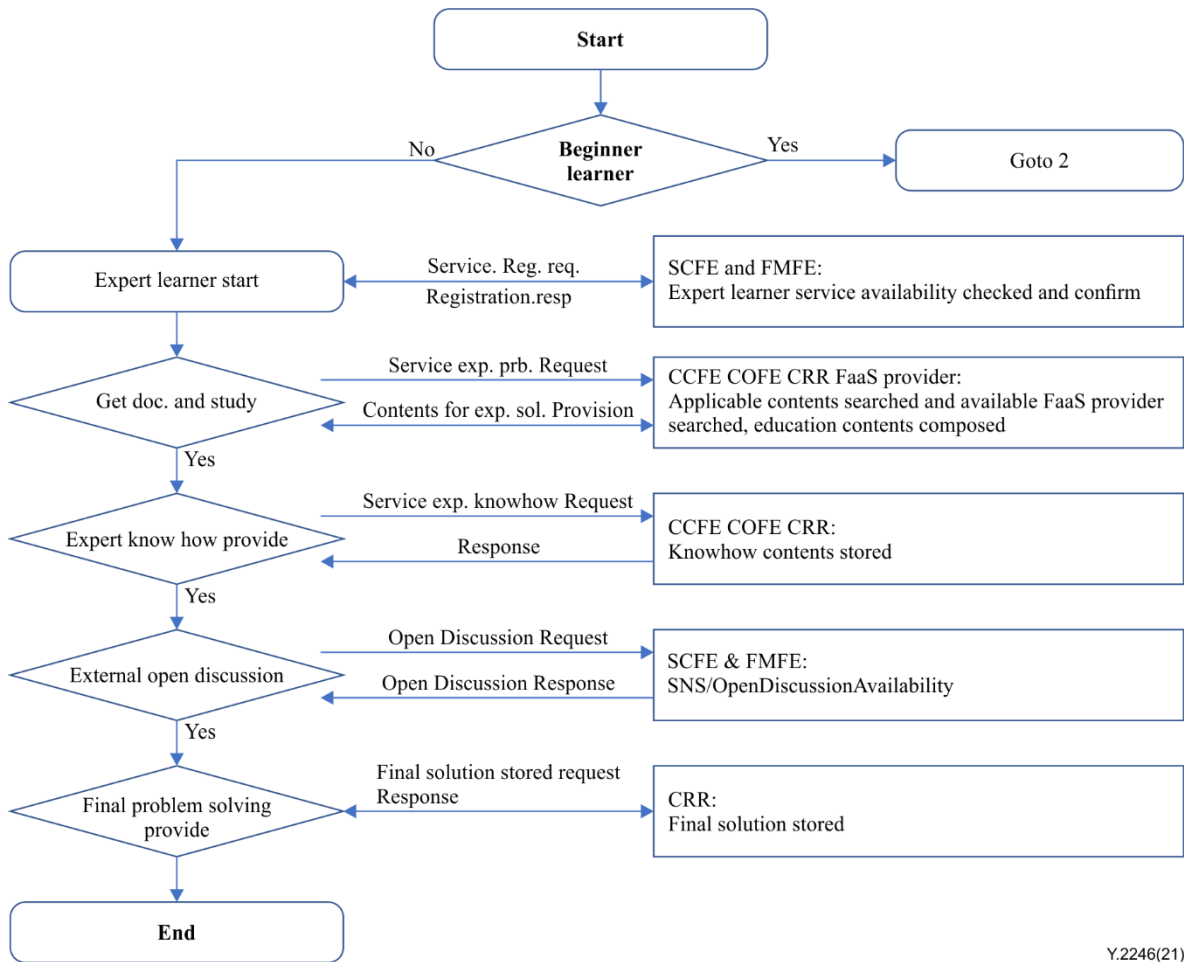 Start
Beginner
learner
No
Yes
Goto 2
Expert learner start
Service. Reg. req.
Registration.resp
SCFE and FMFE:
Expert learner service availability checked and confirm
Get doc. and study
Service exp. prb. Request
Contents for exp. sol. Provision
CCFE COFE CRR FaaS provider:
Applicable contents searched and available FaaS provider
searched, education contents composed
Yes
Expert know how provide
Service exp. knowhow Request
Response
CCFE COFE CRR:
Knowhow contents stored
Yes
External open discussion
Open Discussion Request
Open Discussion Response
SCFE & FMFE:
SNS/OpenDiscussionAvailability
Yes
Final problem solving
provide
Final solution stored request
Response
CRR:
Final solution stored
End
Y.2246(21)